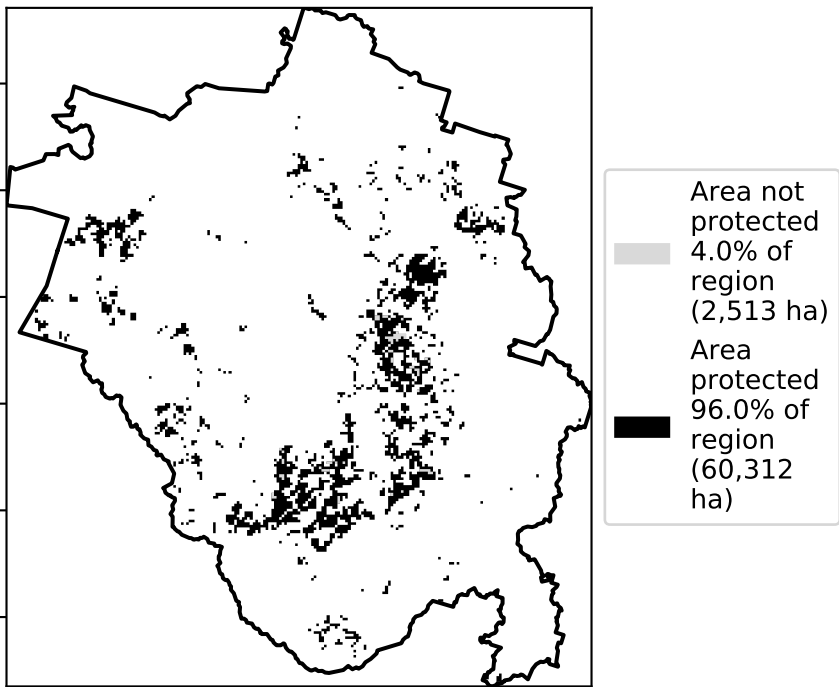 Area not
protected
4.0% of
region
(2,513 ha)
Area
protected
96.0% of
region
(60,312
ha)